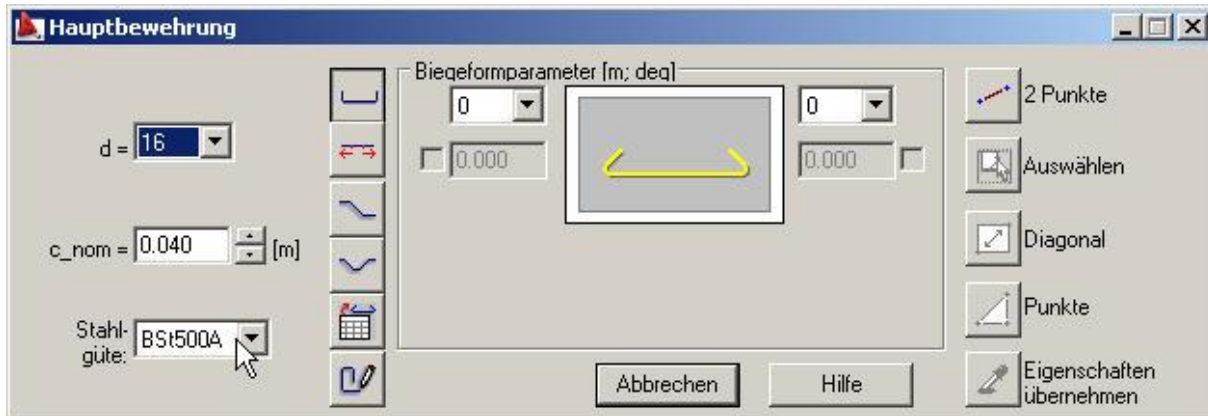 Hauptbewehrung
d = 16
c_nom = 0.040 [m]
Stahl-
güte: BSt500A
Biegeformparameter [m; deg]
0
0.000
0
0.000
Abbrechen
Hilfe
2 Punkte
Auswählen
Diagonal
Punkte
Eigenschaften
übernehmen